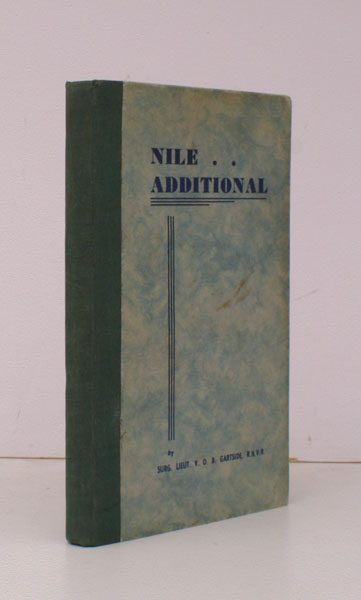 NILE . .
ADDITIONAL
by
SURG. LIEUT. V. O. B. GARTSIDE, R.N.V.R.